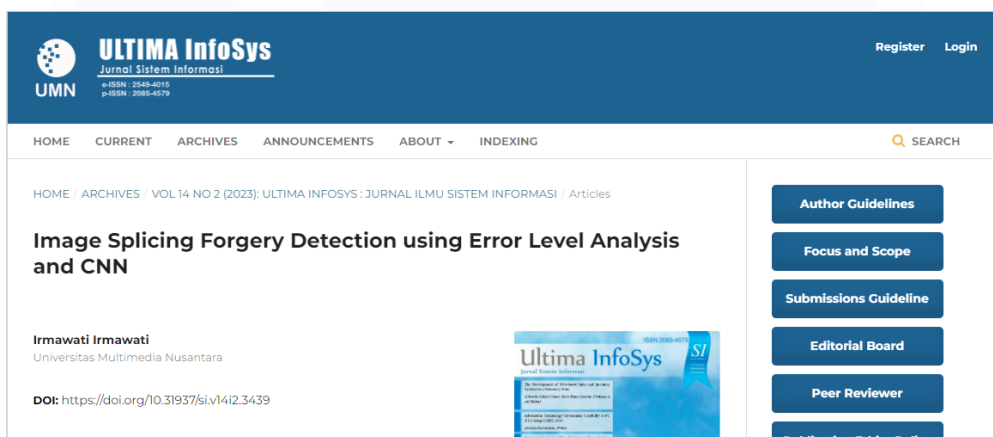 ULTIMA InfoSys
Jurnal Sistem Informasi
e-ISSN : 2549-4015
p-ISSN : 2085-4579
UMN
Register Login
HOME CURRENT ARCHIVES ANNOUNCEMENTS ABOUT INDEXING SEARCH
HOME / ARCHIVES / VOL 14 NO 2 (2023): ULTIMA INFOSYS : JURNAL ILMU SISTEM INFORMASI / Articles
Image Splicing Forgery Detection using Error Level Analysis
and CNN
Irmawati Irmawati
Universitas Multimedia Nusantara
DOI: https://doi.org/10.31937/si.v14i2.3439
ISSN 2085-4579
Ultima InfoSys
SI
Jurnal Sistem Informasi
Author Guidelines
Focus and Scope
Submissions Guideline
Editorial Board
Peer Reviewer